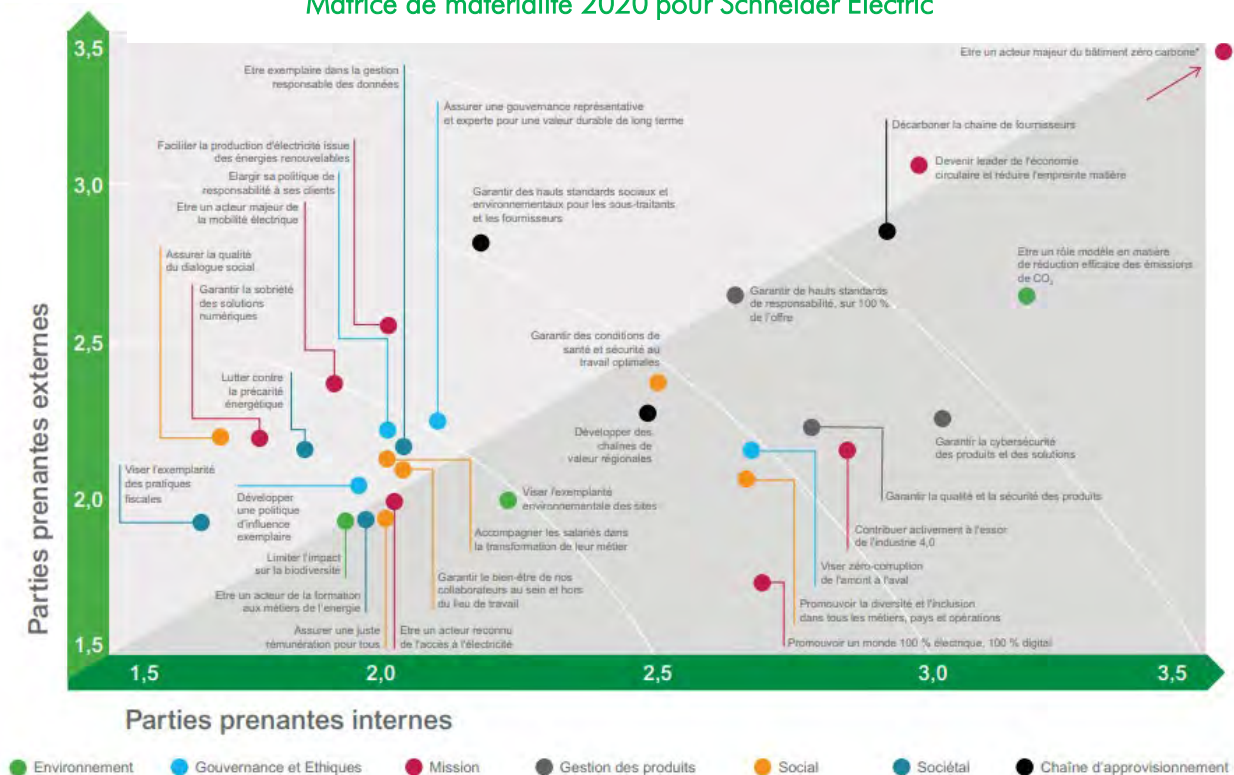 Matrice de matérialité 2020 pour Schneider Electric
3,5
Etre un acteur majeur du bâtiment zéro carbone*
Etre exemplaire dans la gestion
responsable des données
Assurer une gouvernance représentative
et experte pour une valeur durable de long terme
Décarboner la chaîne de fournisseurs
Faciliter la production d'électricité issue
des énergies renouvelables
Devenir leader de l'économie
circulaire et réduire l'empreinte matière
Elargir sa politique de
responsabilité à ses clients
3,0
Garantir des hauts standards sociaux et
environnementaux pour les sous-traitants
et les fournisseurs
Etre un acteur majeur de
la mobilité électrique
Assurer la qualité
du dialogue social
Etre un rôle modèle en matière
de réduction efficace des émissions
de CO₂
Garantir la sobriété
des solutions
numériques
Garantir de hauts standards
de responsabilité, sur 100 %
de l'offre
2,5
Garantir des conditions de
santé et sécurité au
travail optimales
Lutter contre
la précarité
énergétique
Développer des
chaînes de
valeur régionales
Garantir la cybersécurité
des produits et des solutions
Viser l'exemplarité
des pratiques
fiscales
2,0
Développer
une politique
d'influence
exemplaire
Viser l'exemplarité
environnementale des sites
Garantir la qualité et la sécurité des produits
Accompagner les salariés dans
la transformation de leur métier
Contribuer activement à l'essor
de l'industrie 4,0
Limiter l'impact
sur la biodiversité
Viser zéro-corruption
de l'amont à l'aval
Garantir le bien-être de nos
collaborateurs au sein et hors
du lieu de travail
Etre un acteur de la formation
aux métiers de l'energie
Promouvoir la diversité et l'inclusion
dans tous les métiers, pays et opérations
Assurer une juste
rémunération pour tous
Etre un acteur reconnu
de l'accès à l'électricité
Promouvoir un monde 100 % électrique, 100 % digital
1,5
Parties prenantes externes
1,5 2,0 2,5 3,0 3,5
Parties prenantes internes
Environnement Gouvernance et Ethiques Mission Gestion des produits Social Sociétal Chaîne d'approvisionnement